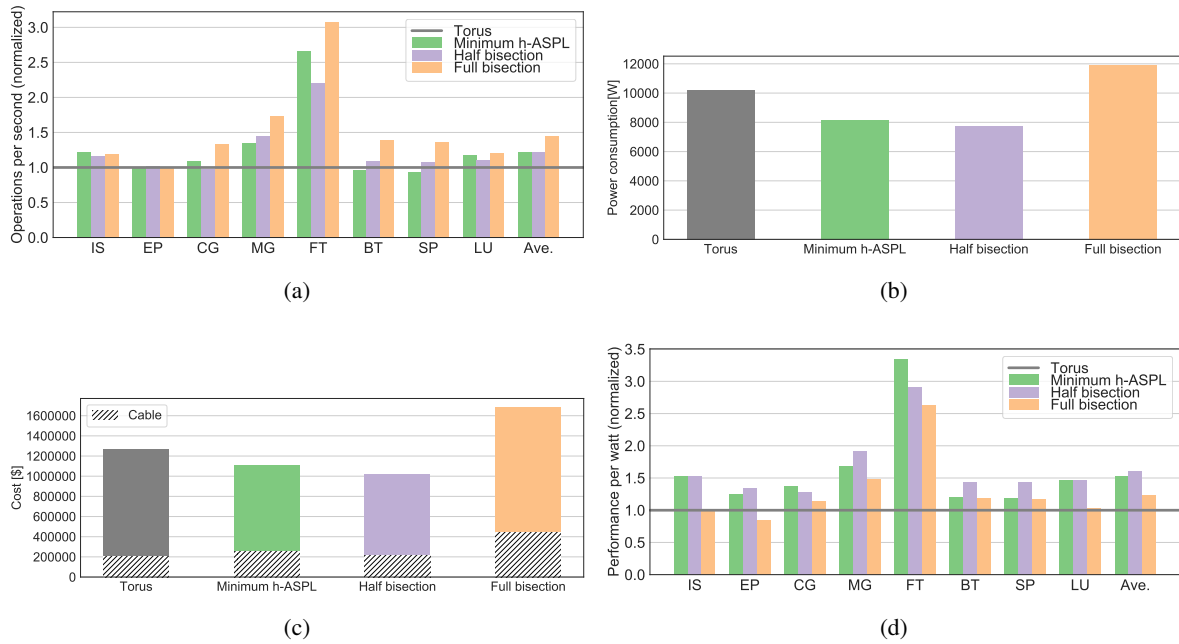 Operations per second (normalized)
3.0
2.5
2.0
1.5
1.0
0.5
0.0
Torus
Minimum h-ASPL
Half bisection
Full bisection
IS EP CG MG FT BT SP LU Ave.
(a)
Power consumption[W]
12000
10000
8000
6000
4000
2000
0
Torus Minimum h-ASPL Half bisection Full bisection
(b)
Cost [$]
1600000
1400000
1200000
1000000
800000
600000
400000
200000
0
Cable
Torus Minimum h-ASPL Half bisection Full bisection
(c)
Performance per watt (normalized)
3.5
3.0
2.5
2.0
1.5
1.0
0.5
0.0
Torus
Minimum h-ASPL
Half bisection
Full bisection
IS EP CG MG FT BT SP LU Ave.
(d)